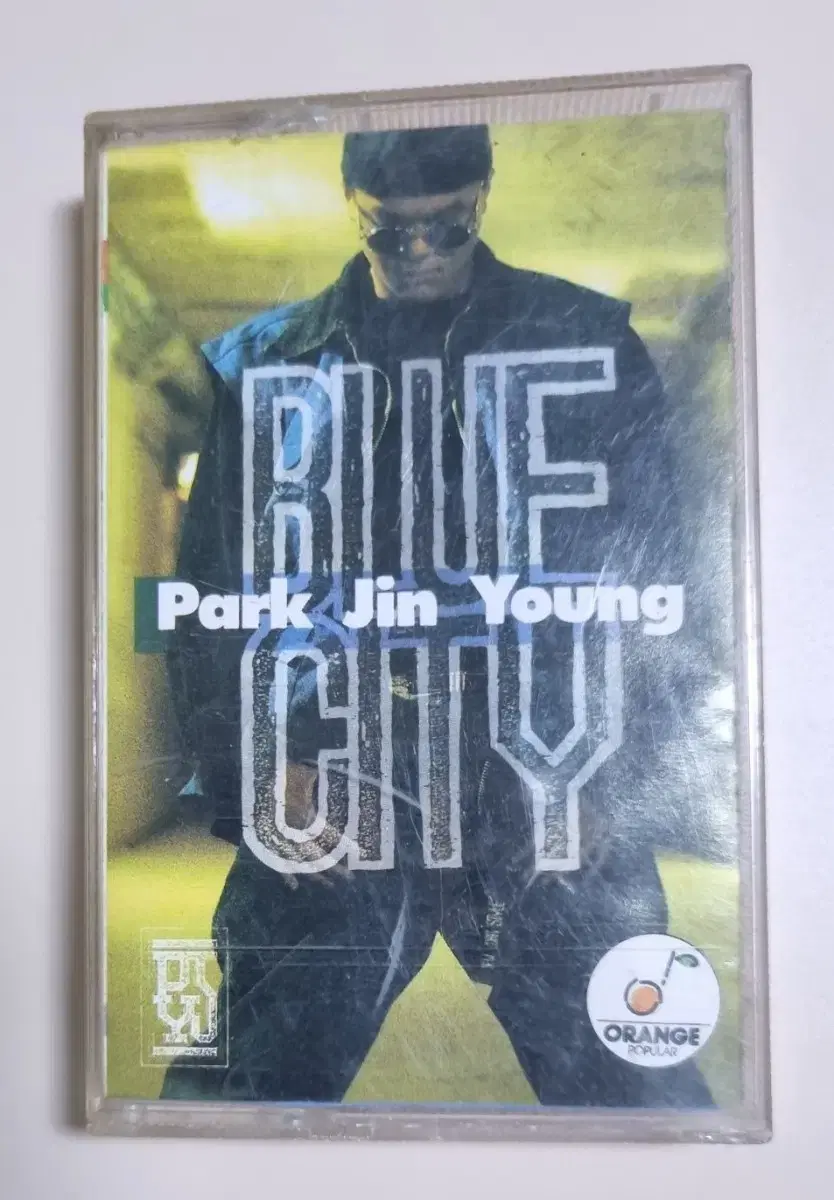 BLUE
Park Jin Young
CITY
ORANGE
POPULAR